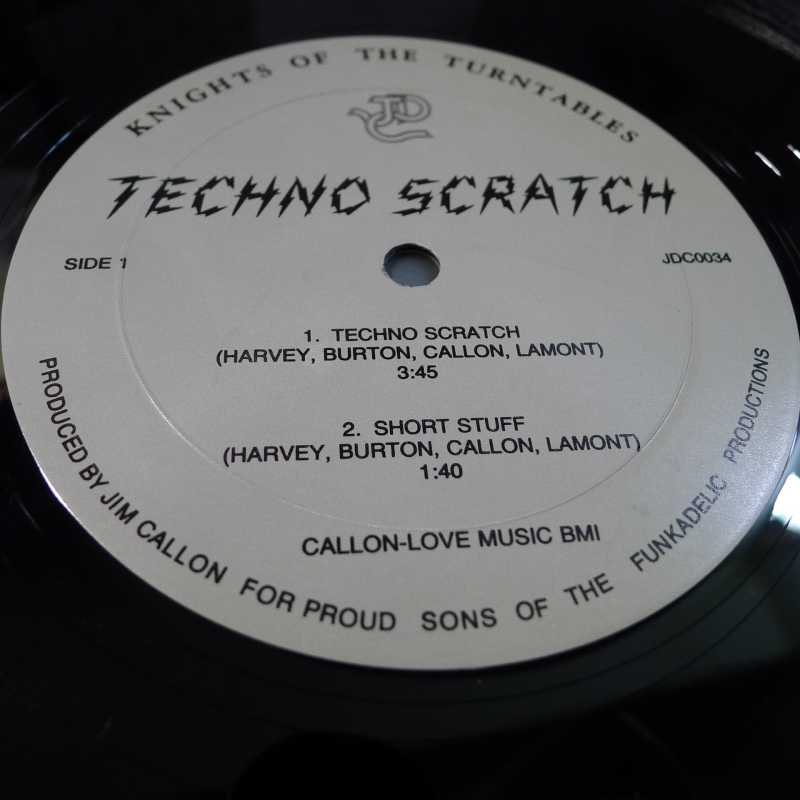 KNIGHTS OF THE TURNTABLES
JDC
TECHNO SCRATCH
SIDE 1
JDC0034
1. TECHNO SCRATCH
(HARVEY, BURTON, CALLON, LAMONT)
3:45
2. SHORT STUFF
(HARVEY, BURTON, CALLON, LAMONT)
1:40
CALLON-LOVE MUSIC BMI
PRODUCED BY JIM CALLON FOR PROUD SONS OF THE FUNKADELIC PRODUCTIONS